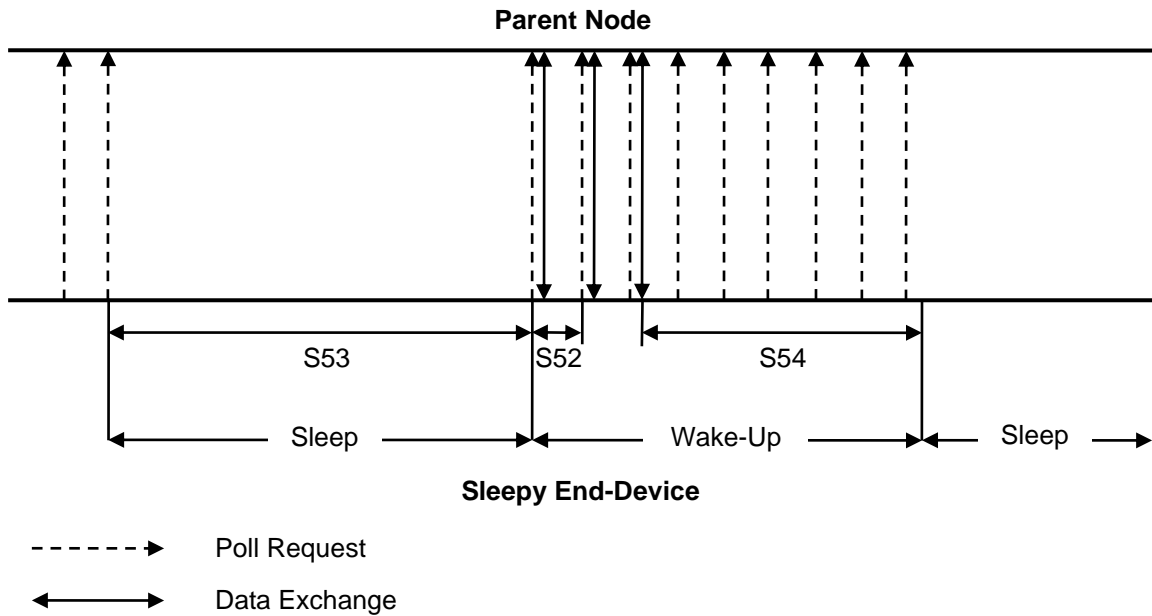 Parent Node
S53
S52
S54
Sleep
Wake-Up
Sleep
Sleepy End-Device
Poll Request
Data Exchange